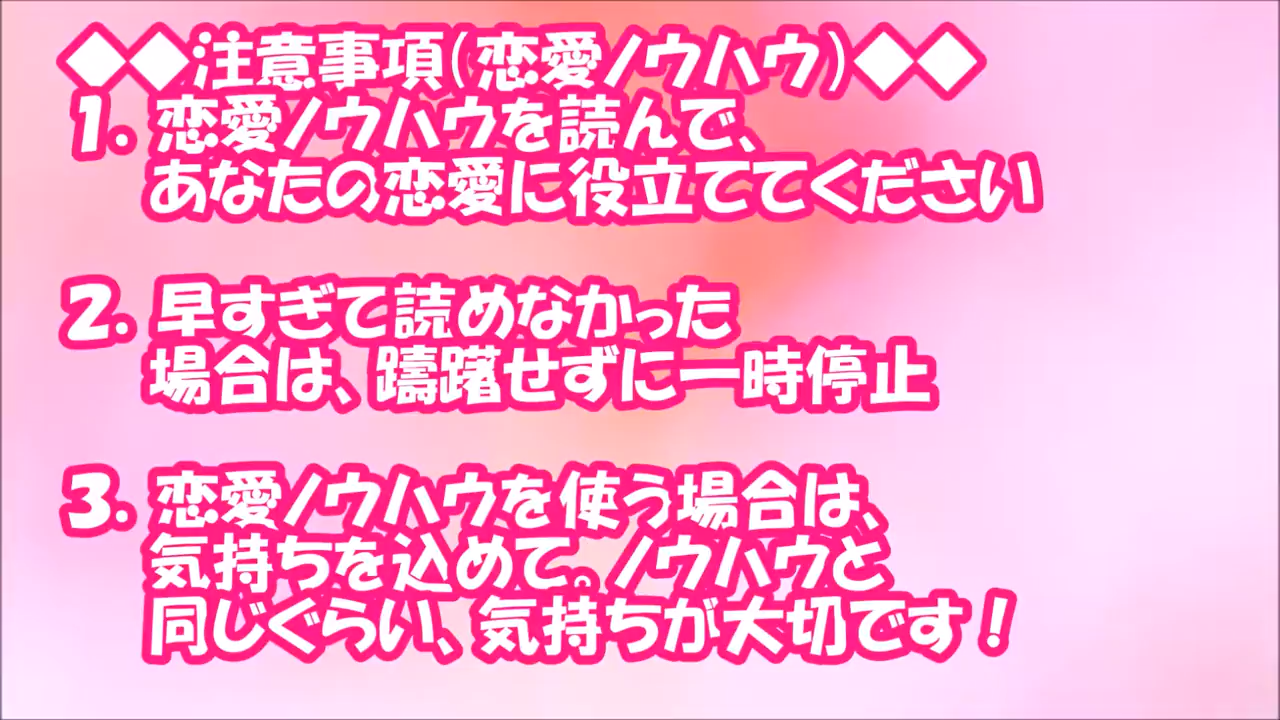 ◆◆注意事項(恋愛ノウハウ)◆◆
1. 恋愛ノウハウを読んで、
あなたの恋愛に役立ててください
2. 早すぎて読めなかった
場合は、躊躇せずに一時停止
3. 恋愛ノウハウを使う場合は、
気持ちを込めて。ノウハウと
同じぐらい、気持ちが大切です！